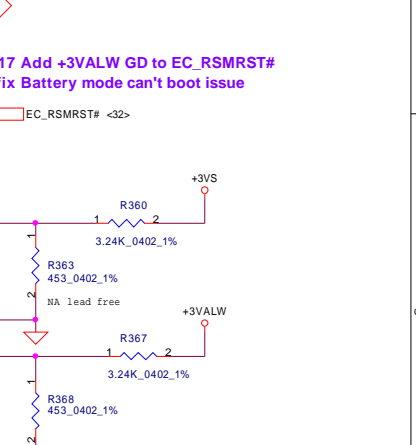 17 Add +3VALW GD to EC_RSMRST#
fix Battery mode can't boot issue
EC_RSMRST# <32>
+3VS
R360
1 2
3.24K_0402_1%
1
R363
453_0402_1%
2
NA lead free
+3VALW
R367
1 2
3.24K_0402_1%
1
R368
453_0402_1%
2